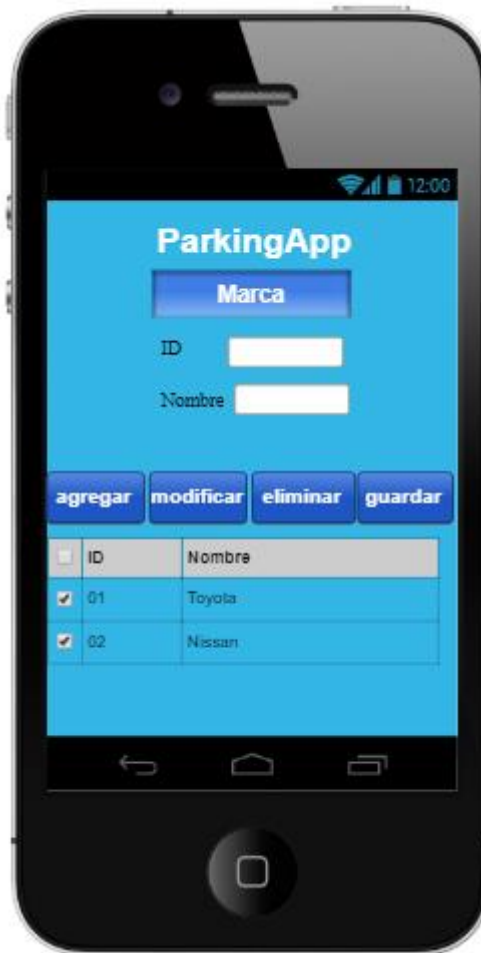 12:00
ParkingApp
Marca
ID
Nombre
agregar modificar eliminar guardar
ID Nombre
01 Toyota
02 Nissan